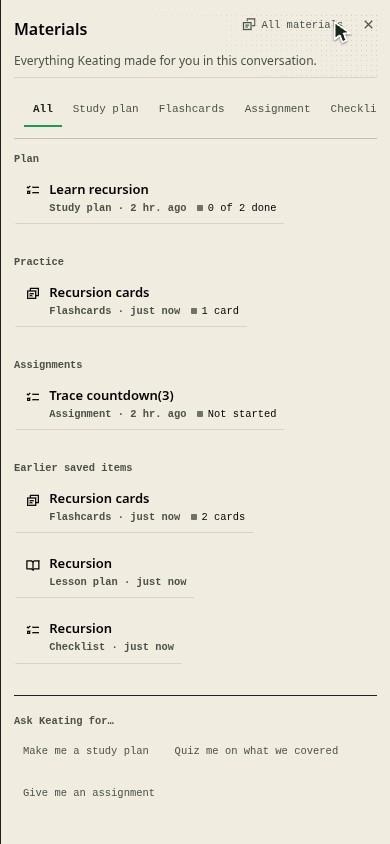 Materials
All materials
Everything Keating made for you in this conversation.
All Study plan Flashcards Assignment Checkli
Plan
Learn recursion
Study plan · 2 hr. ago 0 of 2 done
Practice
Recursion cards
Flashcards · just now 1 card
Assignments
Trace countdown(3)
Assignment · 2 hr. ago Not started
Earlier saved items
Recursion cards
Flashcards · just now 2 cards
Recursion
Lesson plan · just now
Recursion
Checklist · just now
Ask Keating for…
Make me a study plan Quiz me on what we covered
Give me an assignment